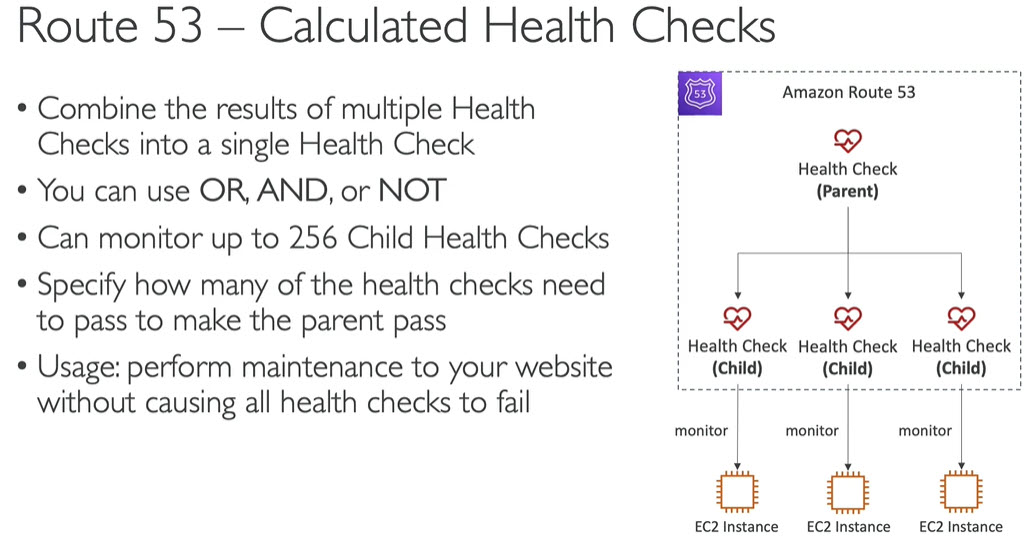 Route 53 – Calculated Health Checks
• Combine the results of multiple Health
Checks into a single Health Check
• You can use OR, AND, or NOT
• Can monitor up to 256 Child Health Checks
• Specify how many of the health checks need
to pass to make the parent pass
• Usage: perform maintenance to your website
without causing all health checks to fail
53
Amazon Route 53
Health Check
(Parent)
Health Check Health Check Health Check
(Child) (Child) (Child)
monitor monitor monitor
EC2 Instance EC2 Instance EC2 Instance